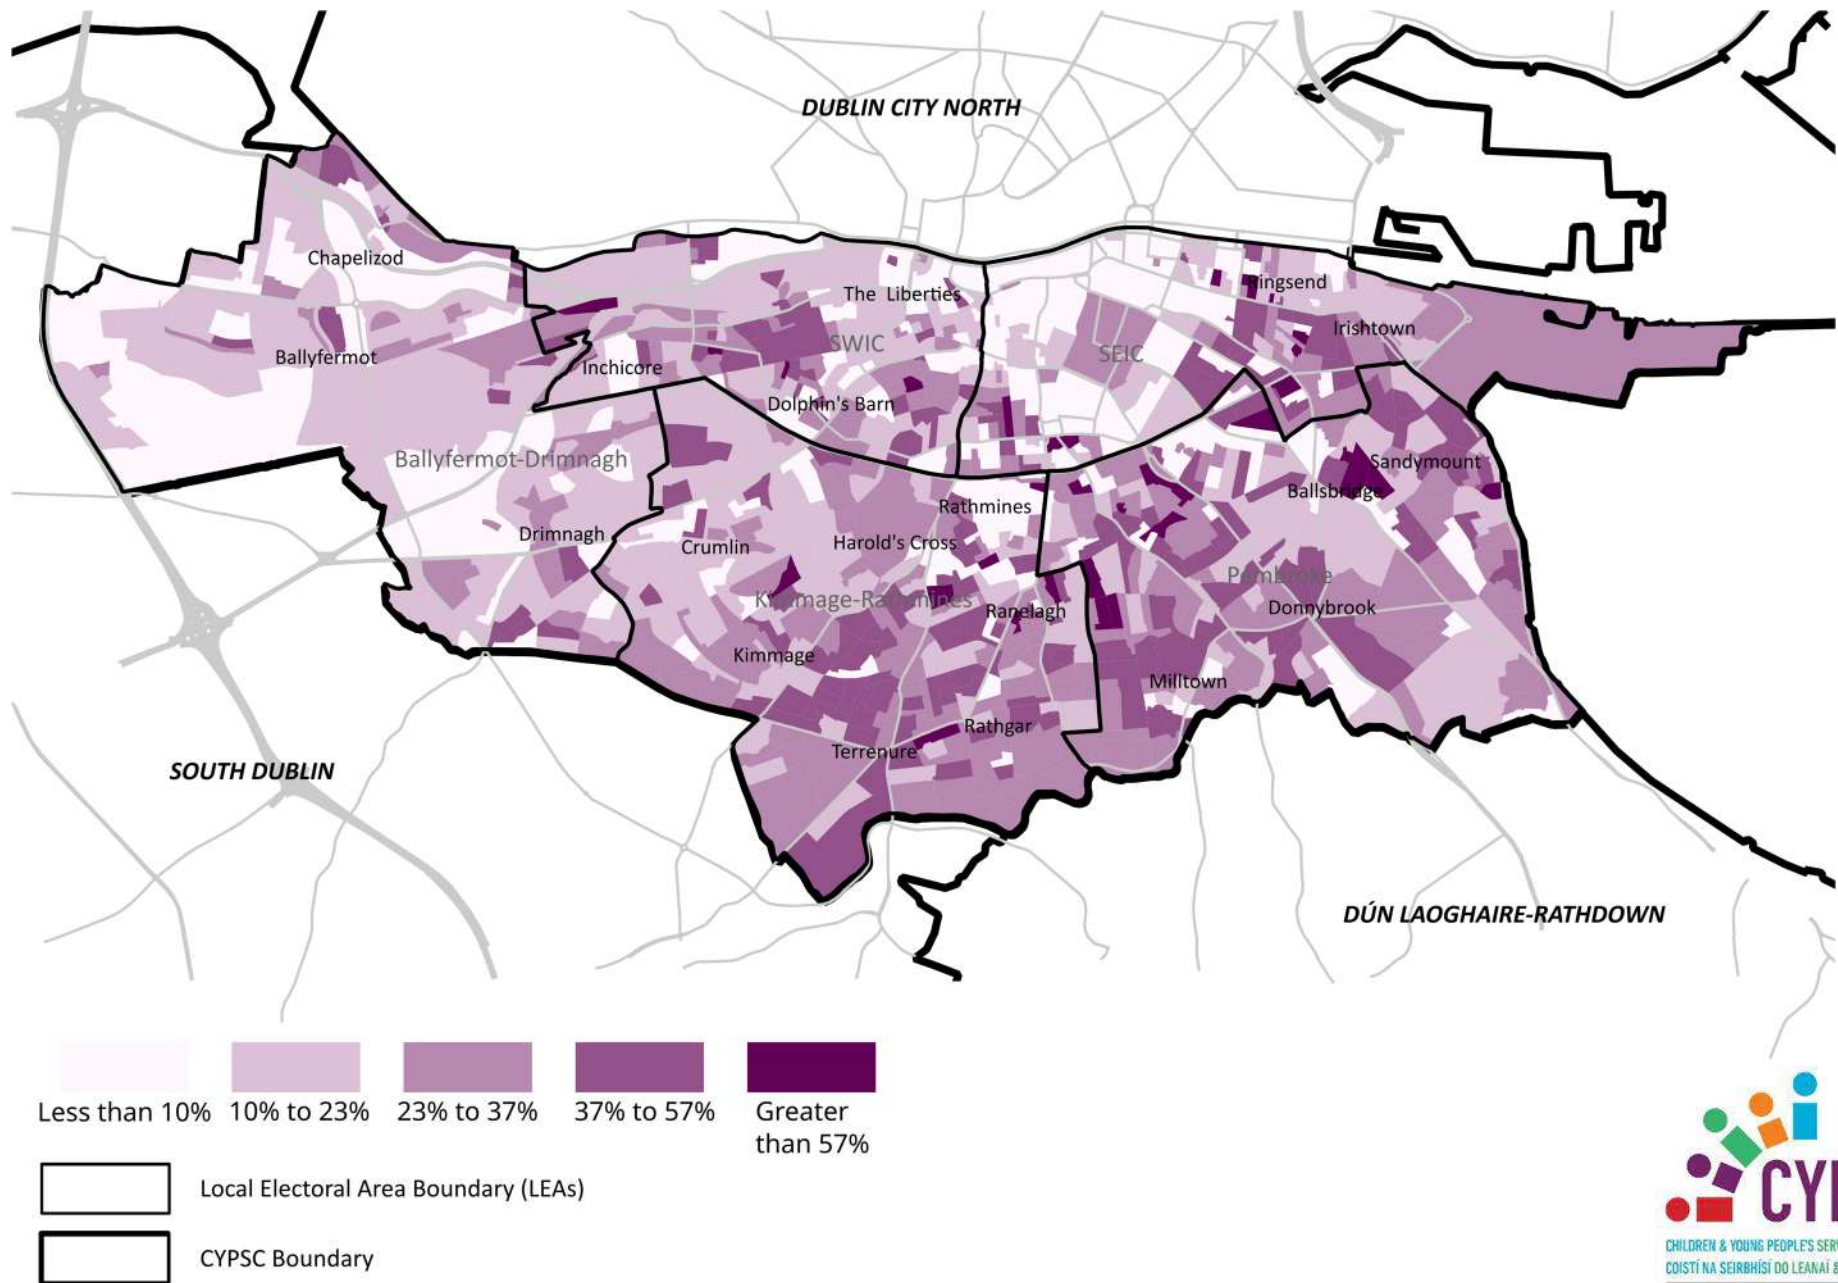 DUBLIN CITY NORTH
Chapelizod
The Liberties
Ringsend
Irishtown
SWIC
SEIC
Ballyfermot
Inchicore
Dolphin's Barn
Ballyfermot-Drimnagh
Sandymount
Ballsbridge
Rathmines
Drimnagh
Crumlin
Harold's Cross
Pembroke
Kimmage-Rathmines
Ranelagh
Donnybrook
Kimmage
Milltown
Rathgar
Terrenure
SOUTH DUBLIN
DÚN LAOGHAIRE-RATHDOWN
Less than 10%
10% to 23%
23% to 37%
37% to 57%
Greater
than 57%
Local Electoral Area Boundary (LEAs)
CYPSC Boundary
CHILDREN & YOUNG PEOPLE'S
COISTÍ NA SEIRBHÍSÍ DO LEANAÍ